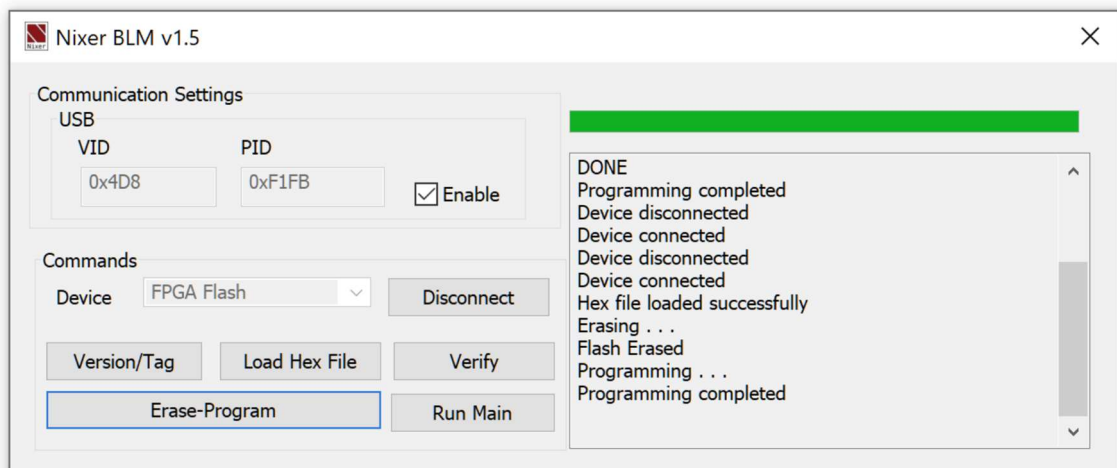 Nixer BLM v1.5
Communication Settings
USB
VID
PID
0x4D8
0xF1FB
Enable
Commands
Device
FPGA Flash
Disconnect
Version/Tag
Load Hex File
Verify
Erase-Program
Run Main
DONE
Programming completed
Device disconnected
Device connected
Device disconnected
Device connected
Hex file loaded successfully
Erasing . . .
Flash Erased
Programming . . .
Programming completed